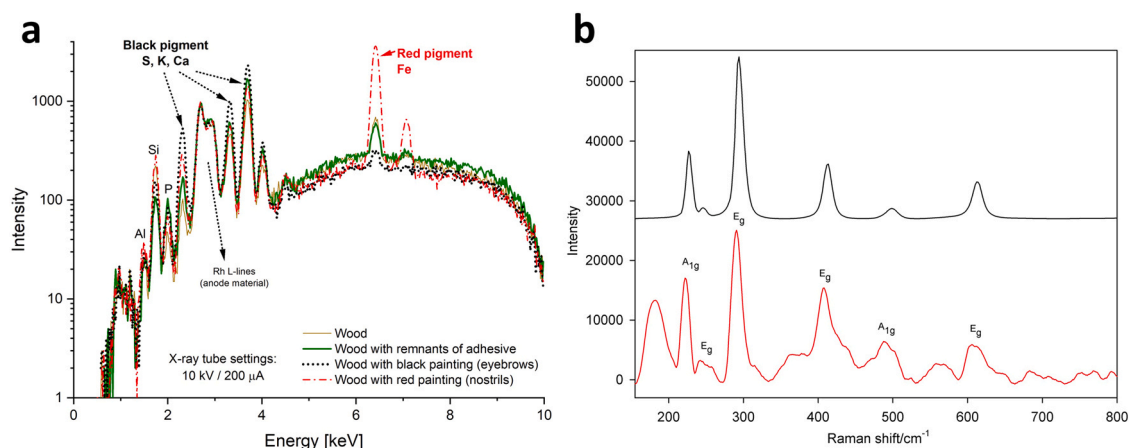 a
Black pigment
S, K, Ca
Red pigment
Fe
Si
P
Al
Rh L-lines
(anode material)
Wood
Wood with remnants of adhesive
Wood with black painting (eyebrows)
Wood with red painting (nostrils)
X-ray tube settings:
10 kV / 200 µA
1000
100
10
1
Intensity
0 2 4 6 8 10
Energy [keV]
b
50000
40000
30000
20000
10000
0
Intensity
A1g
Eg
Eg
Eg
A1g
Eg
200 300 400 500 600 700 800
Raman shift/cm-1